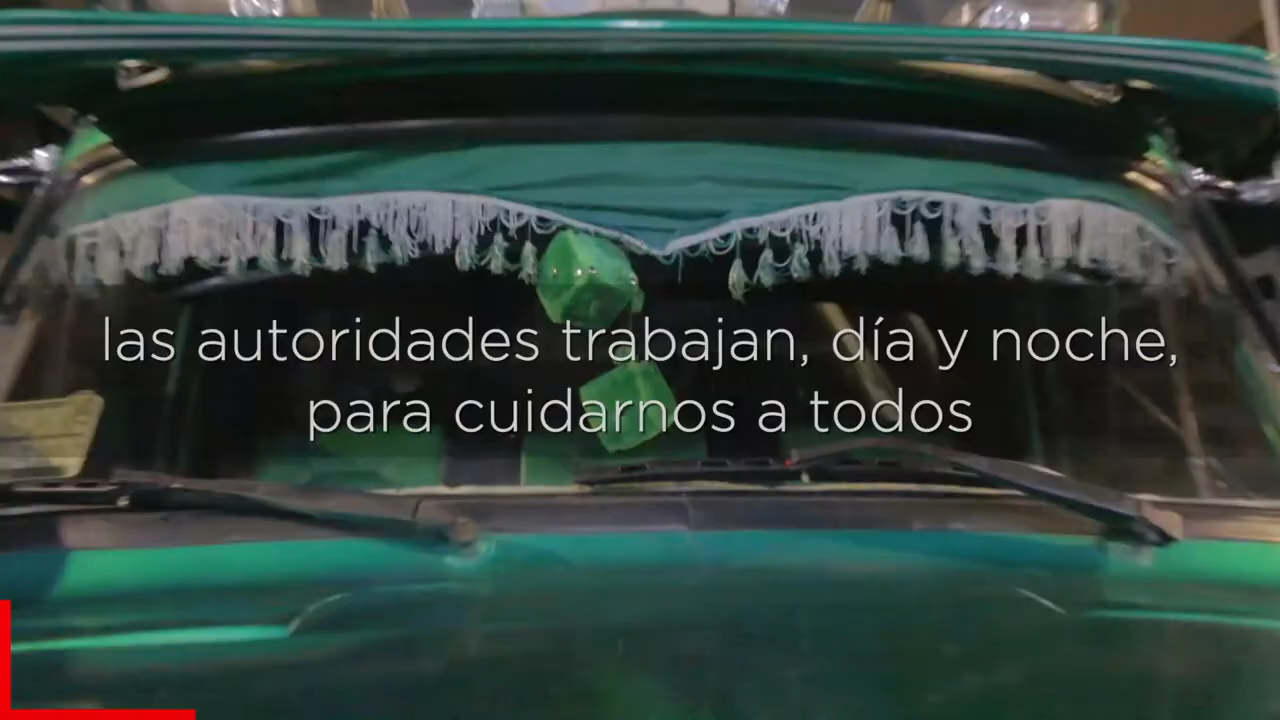 las autoridades trabajan, día y noche,
para cuidarnos a todos